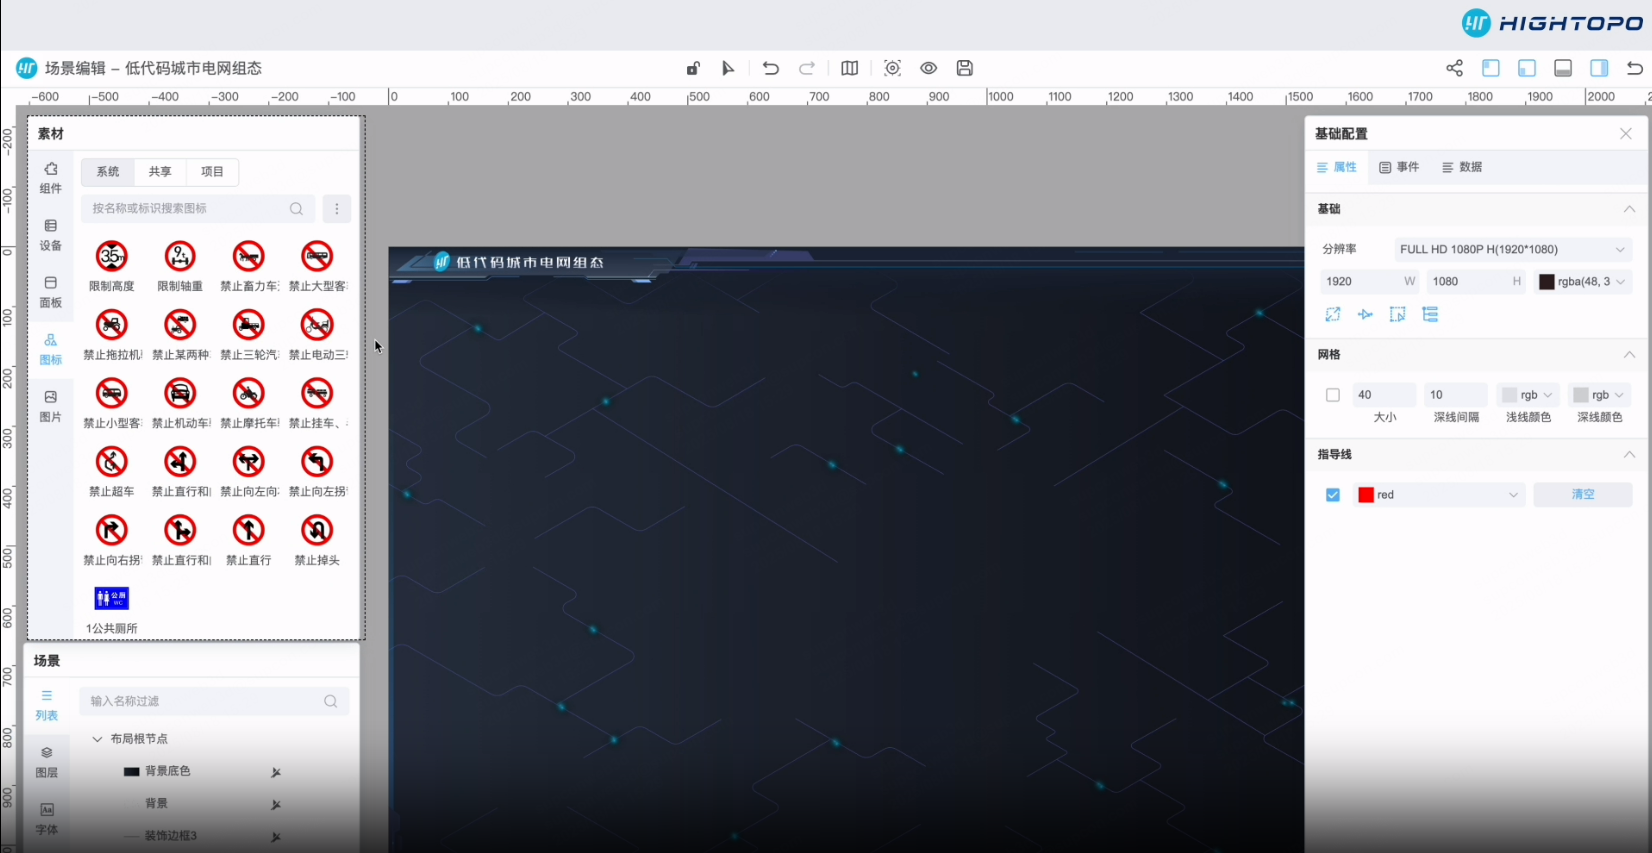 HIGHTOPO
场景编辑 – 低代码城市电网组态
-600 -500 -400 -300 -200 -100 0 100 200 300 400 500 600 700 800 900 1000 1100 1200 1300 1400 1500 1600 1700 1800 1900 2000
-200
-100
0
100
200
300
400
500
600
700
800
900
素材
组件
设备
面板
图标
图片
系统 共享 项目
按名称或标识搜索图标
35m
9t
限制高度 限制轴重 禁止畜力车 禁止大型客
禁止拖拉机 禁止某两种 禁止三轮汽 禁止电动三
禁止小型客 禁止机动车 禁止摩托车 禁止挂车、
禁止超车 禁止直行和 禁止向左向 禁止向左拐
禁止向右拐 禁止直行和 禁止直行 禁止掉头
公厕
WC
1公共厕所
场景
列表
图层
Aa
字体
输入名称过滤
布局根节点
背景底色
背景
装饰边框3
低代码城市电网组态
基础配置
属性 事件 数据
基础
分辨率 FULL HD 1080P H(1920*1080)
1920 W 1080 H rgba(48, 3
网格
40 10 rgb rgb
大小 深线间隔 浅线颜色 深线颜色
指导线
red 清空